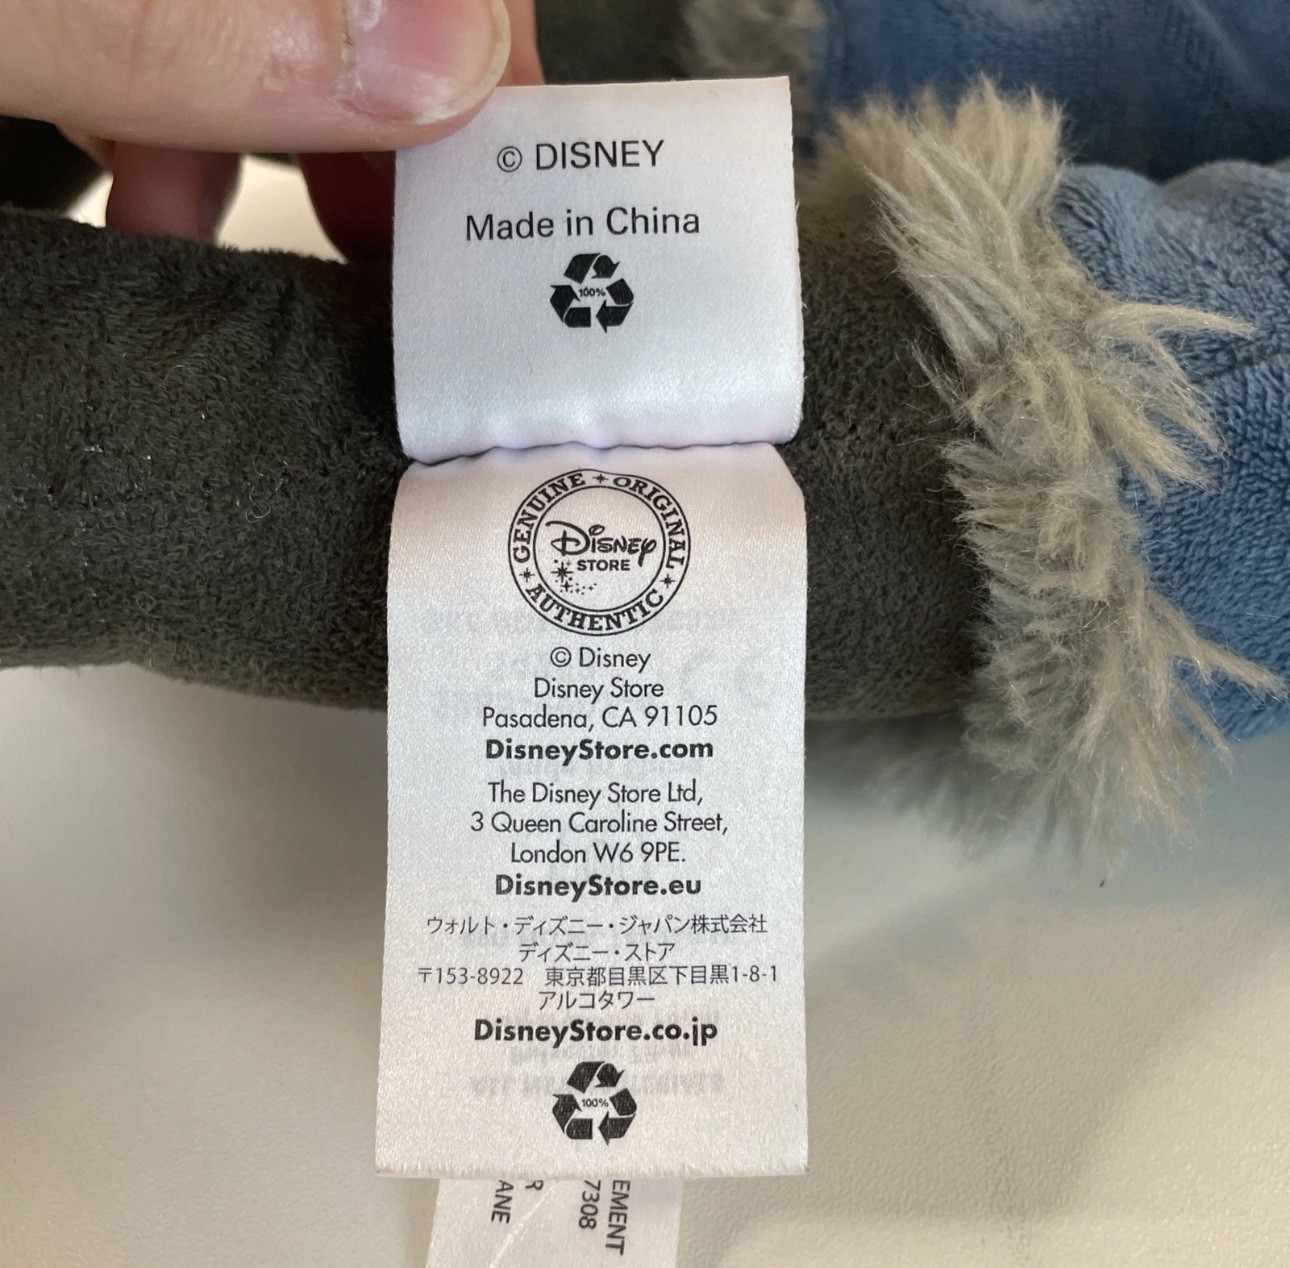 © DISNEY
Made in China
100%
GENUINE ORIGINAL
AUTHENTIC
Disney
STORE
© Disney
Disney Store
Pasadena, CA 91105
DisneyStore.com
The Disney Store Ltd,
3 Queen Caroline Street,
London W6 9PE.
DisneyStore.eu
ウォルト・ディズニー・ジャパン株式会社
ディズニー・ストア
〒153-8922 東京都目黒区下目黒1-8-1
アルコタワー
DisneyStore.co.jp
100%
EMENT
7308
R
ANE